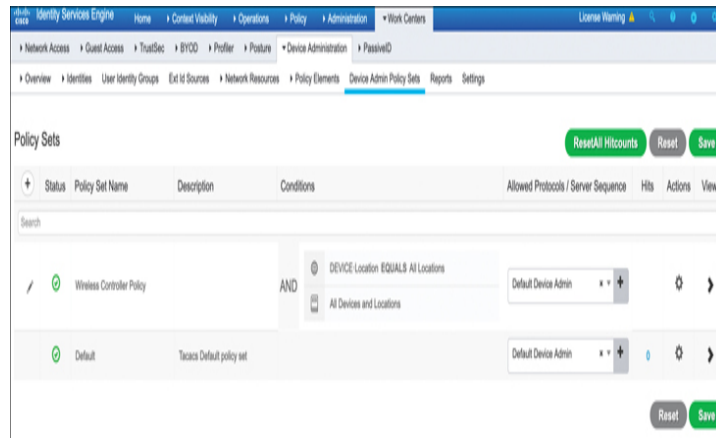 cisco Identity Services Engine Home Context Visibility Operations Policy Administration Work Centers License Warning
Network Access Guest Access TrustSec BYOD Profiler Posture Device Administration PassiveID
Overview Identities User Identity Groups Ext Id Sources Network Resources Policy Elements Device Admin Policy Sets Reports Settings
Policy Sets ResetAll Hitcounts Reset Save
+ Status Policy Set Name Description Conditions Allowed Protocols / Server Sequence Hits Actions View
Search
DEVICE·Location EQUALS All Locations
Wireless Controller Policy AND Default Device Admin
All Devices and Locations
Default Tacacs Default policy set Default Device Admin 0
Reset Save